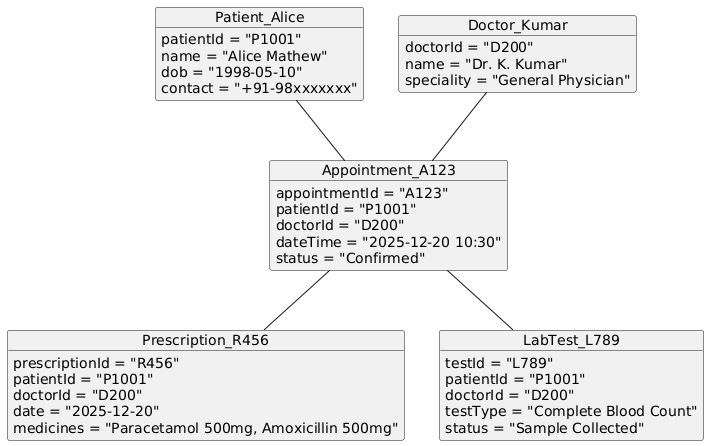 Patient_Alice
patientId = "P1001"
name = "Alice Mathew"
dob = "1998-05-10"
contact = "+91-98xxxxxxx"
Doctor_Kumar
doctorId = "D200"
name = "Dr. K. Kumar"
speciality = "General Physician"
Appointment_A123
appointmentId = "A123"
patientId = "P1001"
doctorId = "D200"
dateTime = "2025-12-20 10:30"
status = "Confirmed"
Prescription_R456
prescriptionId = "R456"
patientId = "P1001"
doctorId = "D200"
date = "2025-12-20"
medicines = "Paracetamol 500mg, Amoxicillin 500mg"
LabTest_L789
testId = "L789"
patientId = "P1001"
doctorId = "D200"
testType = "Complete Blood Count"
status = "Sample Collected"